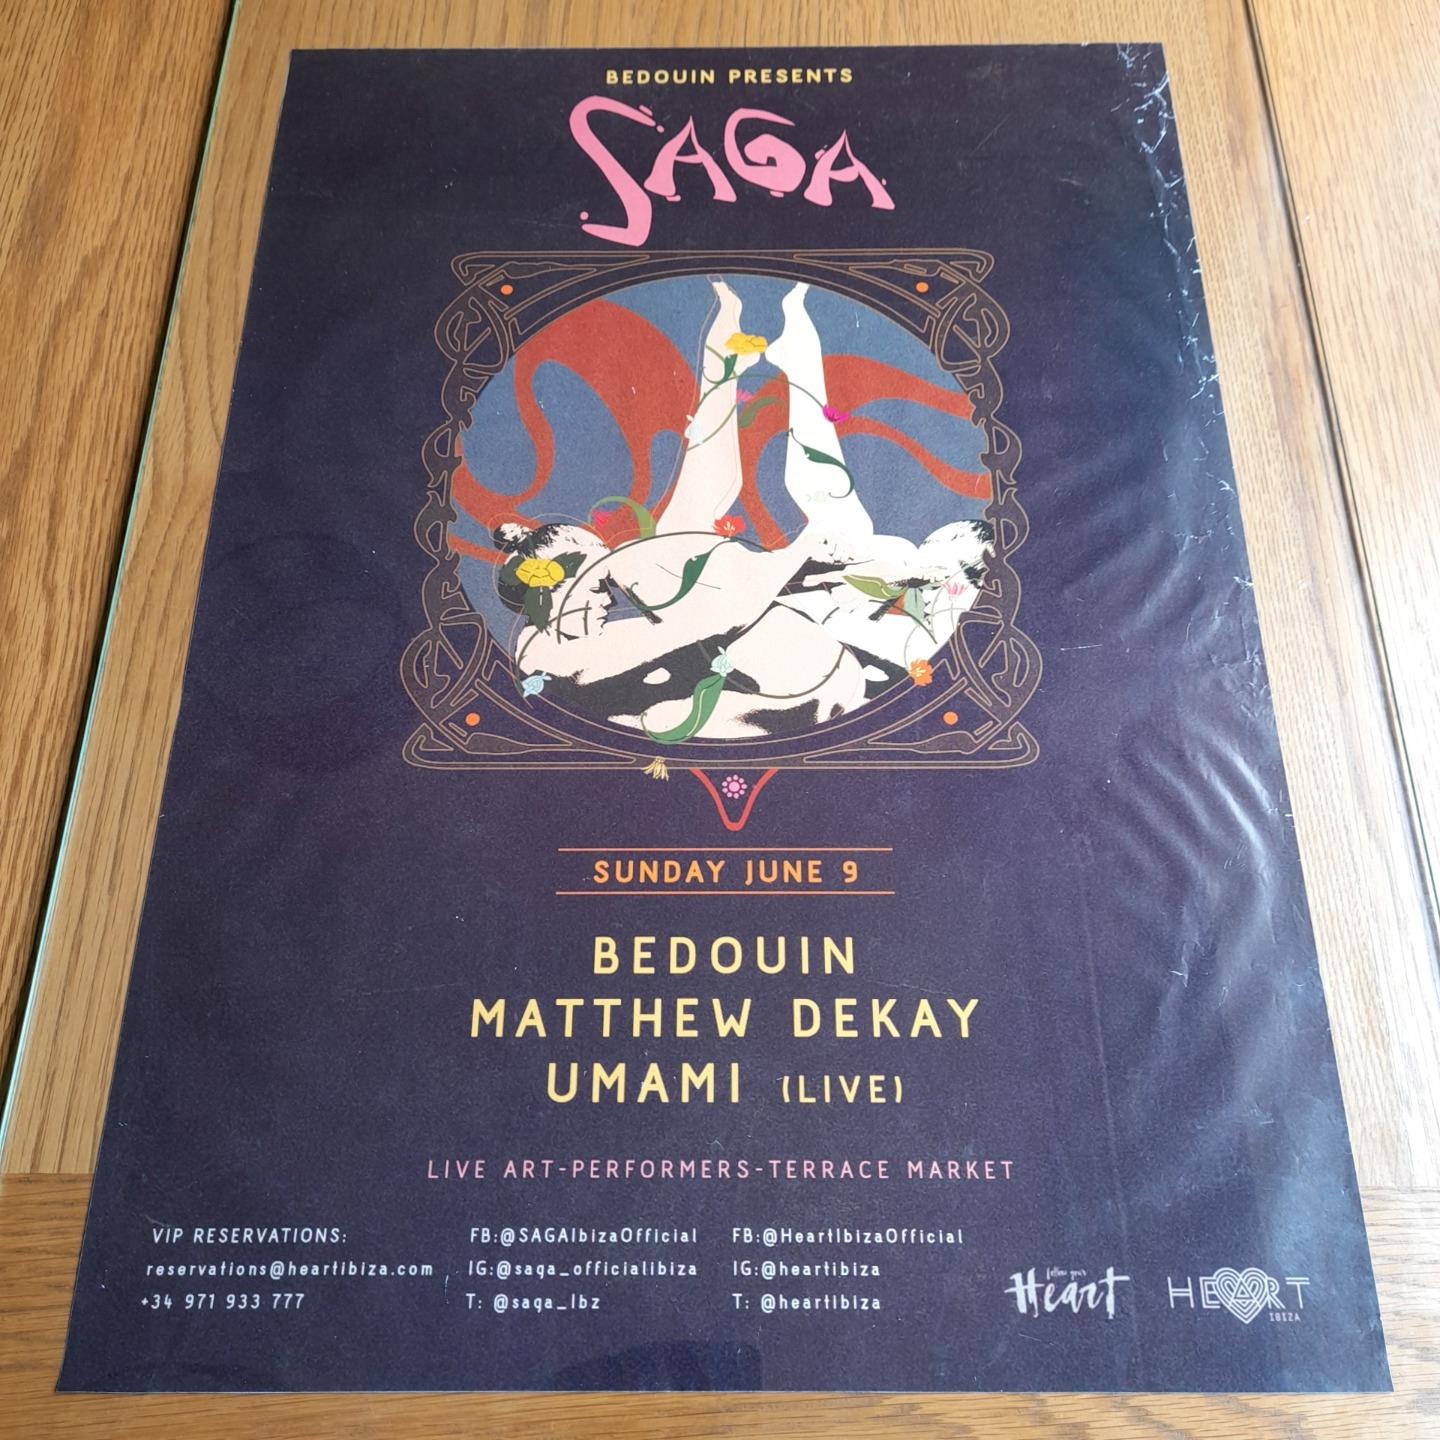 BEDOUIN PRESENTS
SAGA
SUNDAY JUNE 9
BEDOUIN
MATTHEW DEKAY
UMAMI (LIVE)
LIVE ART-PERFORMERS-TERRACE MARKET
VIP RESERVATIONS:
reservations@heartibiza.com
+34 971 933 777
FB:@SAGAIbizaOfficial
IG:@saga_officialibiza
T: @saga_Ibz
FB:@HeartIbizaOfficial
IG:@heartibiza
T: @heartIbiza
follow your
Heart
HEART
IBIZA